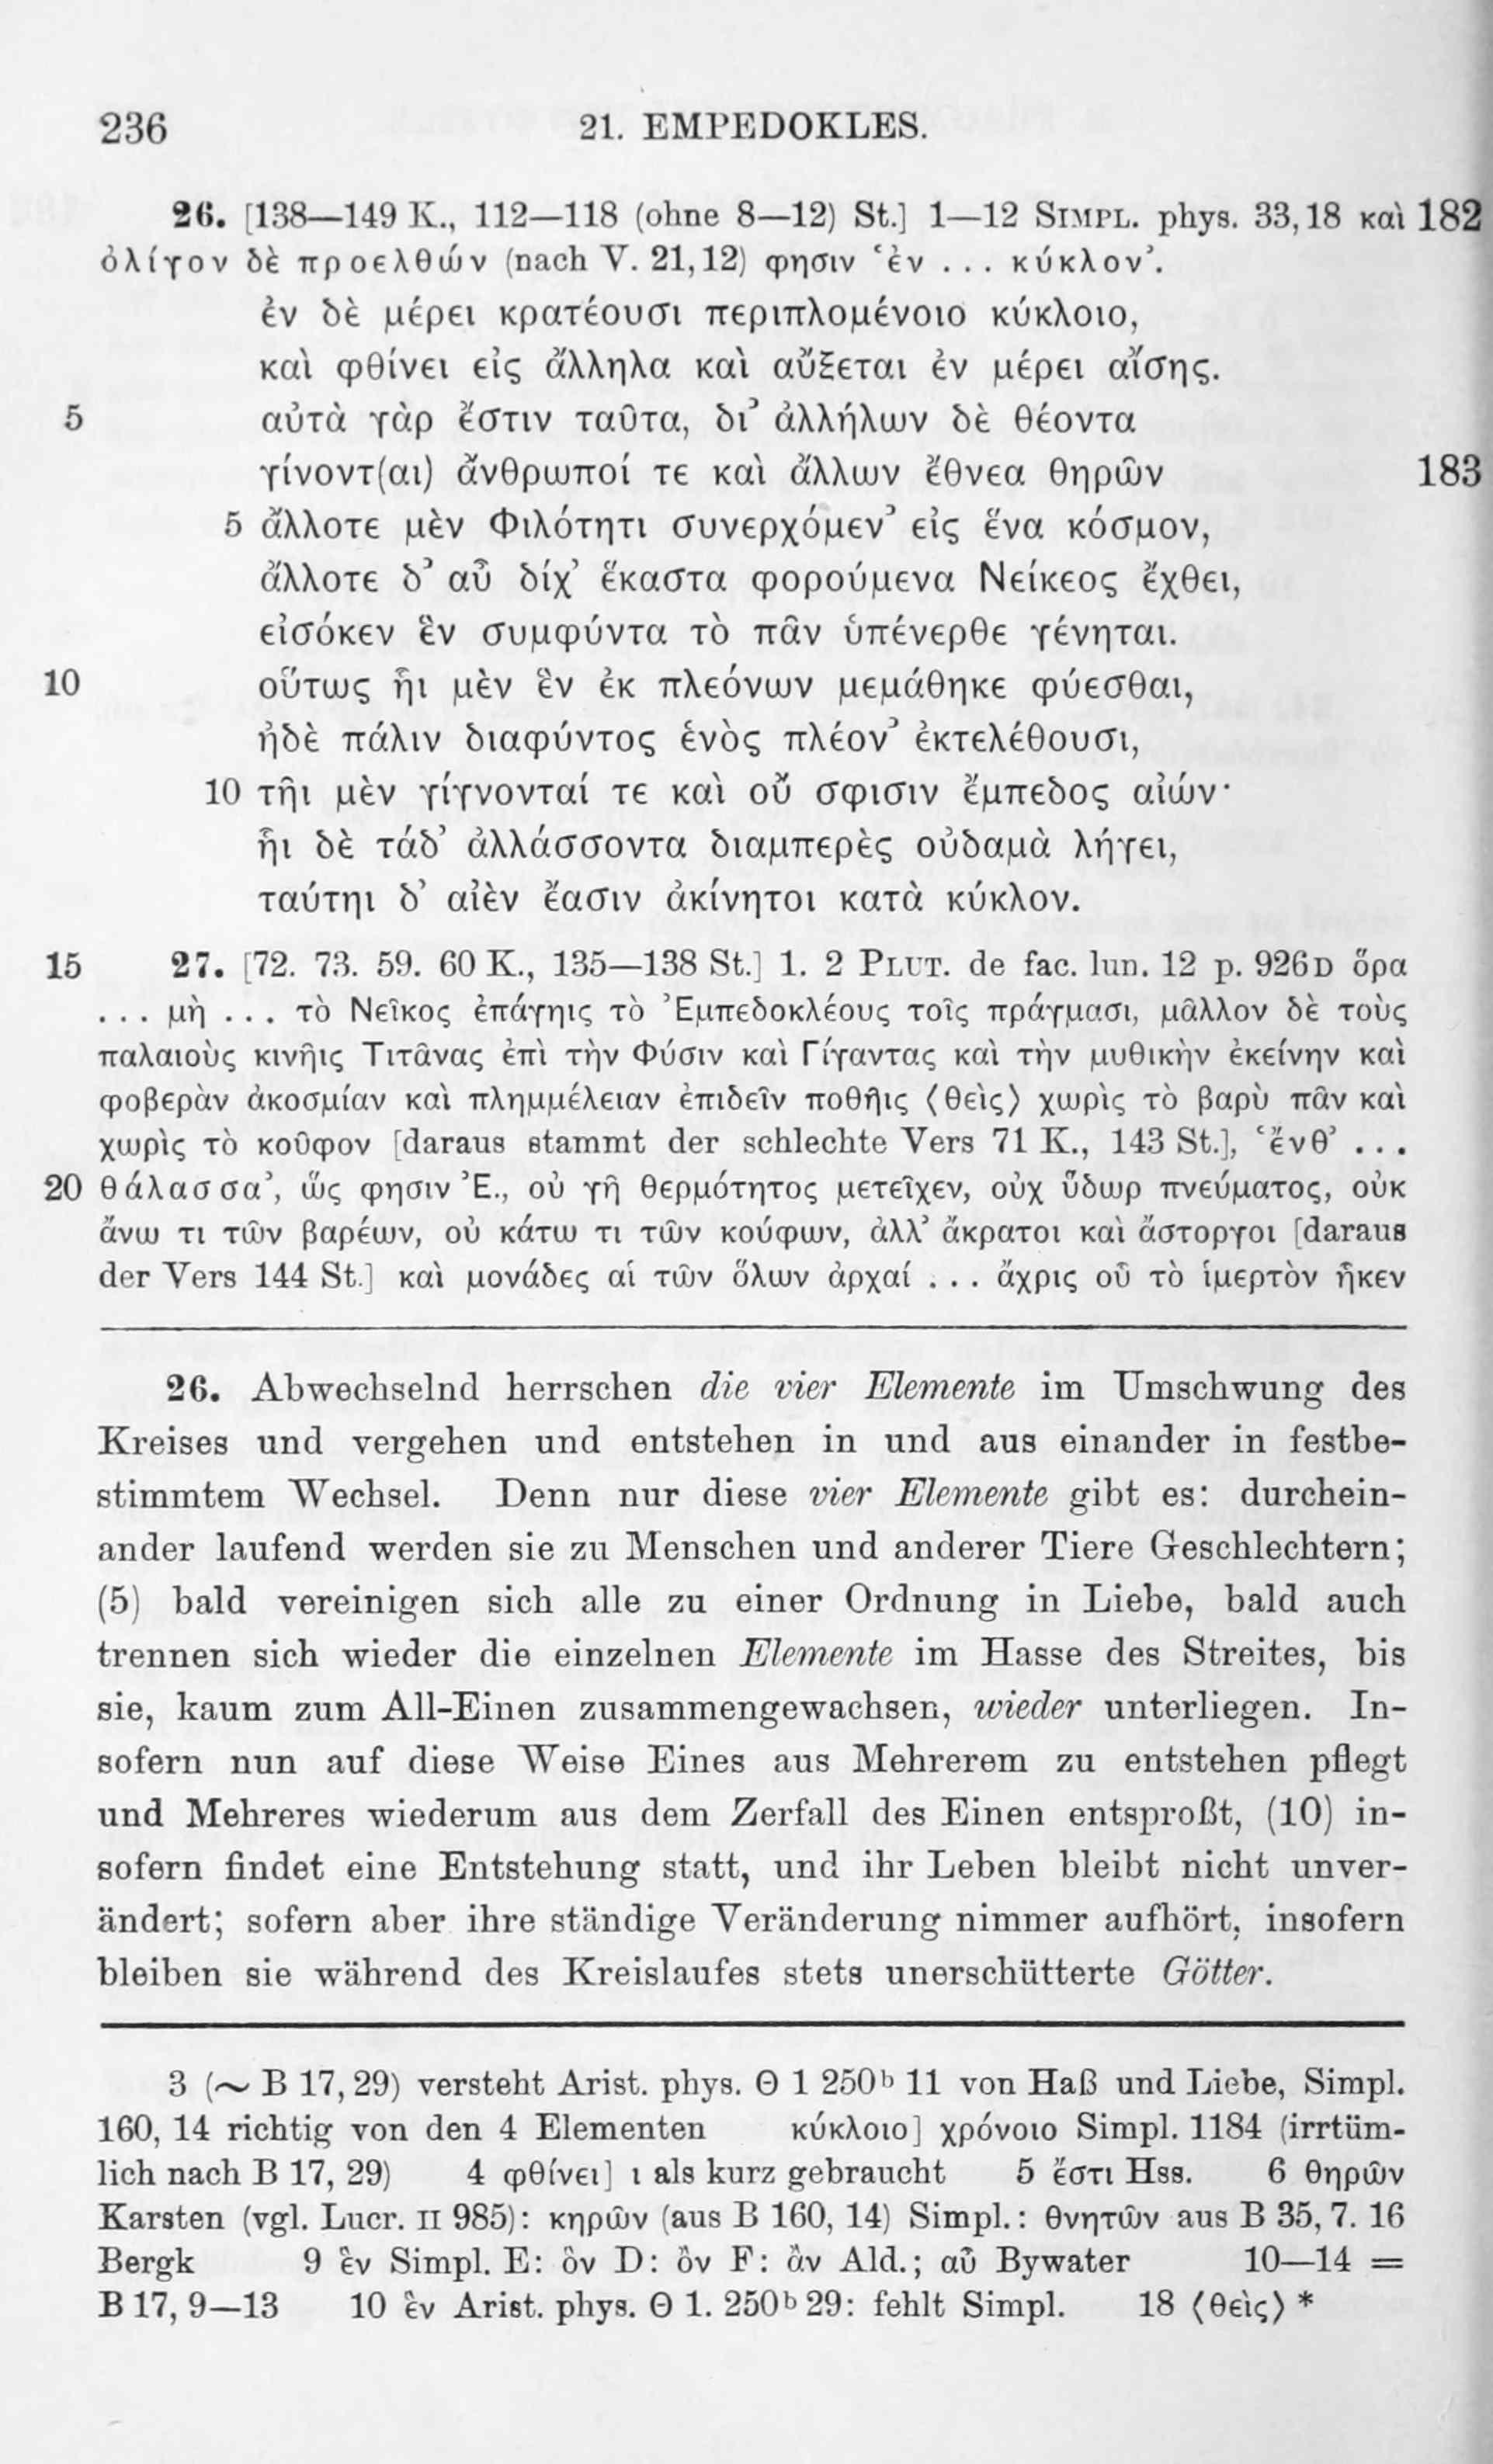 236 21. EMPEDOKLES.
26. [138—149 K., 112—118 (ohne 8—12) St.] 1—12 SIMPL. phys. 33,18 καὶ 182
ὀλίγον δὲ προελθών (nach V. 21,12) φησιν ‘ἐν ... κύκλον’.
ἐν δὲ μέρει κρατέουσι περιπλομένοιο κύκλοιο,
καὶ φθίνει εἰς ἄλληλα καὶ αὔξεται ἐν μέρει αἴσης.
5 αὐτὰ γὰρ ἔστιν ταῦτα, δι’ ἀλλήλων δὲ θέοντα
γίνοντ(αι) ἄνθρωποί τε καὶ ἄλλων ἔθνεα θηρῶν 183
5 ἄλλοτε μὲν Φιλότητι συνερχόμεν’ εἰς ἕνα κόσμον,
ἄλλοτε δ’ αὖ δίχ’ ἕκαστα φορούμενα Νείκεος ἔχθει,
εἰσόκεν ἓν συμφύντα τὸ πᾶν ὑπένερθε γένηται.
10 οὕτως ἧι μὲν ἓν ἐκ πλεόνων μεμάθηκε φύεσθαι,
ἠδὲ πάλιν διαφύντος ἑνὸς πλέον’ ἐκτελέθουσι,
10 τῆι μὲν γίγνονταί τε καὶ οὔ σφισιν ἔμπεδος αἰών·
ἧι δὲ τάδ’ ἀλλάσσοντα διαμπερὲς οὐδαμὰ λήγει,
ταύτηι δ’ αἰὲν ἔασιν ἀκίνητοι κατὰ κύκλον.
15 27. [72. 73. 59. 60 K., 135—138 St.] 1. 2 PLUT. de fac. lun. 12 p. 926D ὅρα
... μὴ ... τὸ Νεῖκος ἐπάγηις τὸ Ἐμπεδοκλέους τοῖς πράγμασι, μᾶλλον δὲ τοὺς
παλαιοὺς κινῆις Τιτᾶνας ἐπὶ τὴν Φύσιν καὶ Γίγαντας καὶ τὴν μυθικὴν ἐκείνην καὶ
φοβερὰν ἀκοσμίαν καὶ πλημμέλειαν ἐπιδεῖν ποθῆις ⟨θεὶς⟩ χωρὶς τὸ βαρὺ πᾶν καὶ
χωρὶς τὸ κοῦφον [daraus stammt der schlechte Vers 71 K., 143 St.], ‘ἔνθ’ ...
20 θάλασσα’, ὥς φησιν Ἐ., οὐ γῆ θερμότητος μετεῖχεν, οὐχ ὕδωρ πνεύματος, οὐκ
ἄνω τι τῶν βαρέων, οὐ κάτω τι τῶν κούφων, ἀλλ’ ἄκρατοι καὶ ἄστοργοι [daraus
der Vers 144 St.] καὶ μονάδες αἱ τῶν ὅλων ἀρχαί ... ἄχρις οὗ τὸ ἱμερτὸν ἧκεν
26. Abwechselnd herrschen die vier Elemente im Umschwung des
Kreises und vergehen und entstehen in und aus einander in festbe-
stimmtem Wechsel. Denn nur diese vier Elemente gibt es: durchein-
ander laufend werden sie zu Menschen und anderer Tiere Geschlechtern;
(5) bald vereinigen sich alle zu einer Ordnung in Liebe, bald auch
trennen sich wieder die einzelnen Elemente im Hasse des Streites, bis
sie, kaum zum All-Einen zusammengewachsen, wieder unterliegen. In-
sofern nun auf diese Weise Eines aus Mehrerem zu entstehen pflegt
und Mehreres wiederum aus dem Zerfall des Einen entsproßt, (10) in-
sofern findet eine Entstehung statt, und ihr Leben bleibt nicht unver-
ändert; sofern aber ihre ständige Veränderung nimmer aufhört, insofern
bleiben sie während des Kreislaufes stets unerschütterte Götter.
3 (~ B 17,29) versteht Arist. phys. Θ 1 250ᵇ 11 von Haß und Liebe, Simpl.
160, 14 richtig von den 4 Elementen κύκλοιο] χρόνοιο Simpl. 1184 (irrtüm-
lich nach B 17, 29) 4 φθίνει] ι als kurz gebraucht 5 ἔστι Hss. 6 θηρῶν
Karsten (vgl. Lucr. II 985): κηρῶν (aus B 160, 14) Simpl.: θνητῶν aus B 35, 7. 16
Bergk 9 ἓν Simpl. E: ὃν D: ὂν F: ἂν Ald.; αὖ Bywater 10—14 =
B 17, 9—13 10 ἓν Arist. phys. Θ 1. 250ᵇ 29: fehlt Simpl. 18 ⟨θεὶς⟩ *